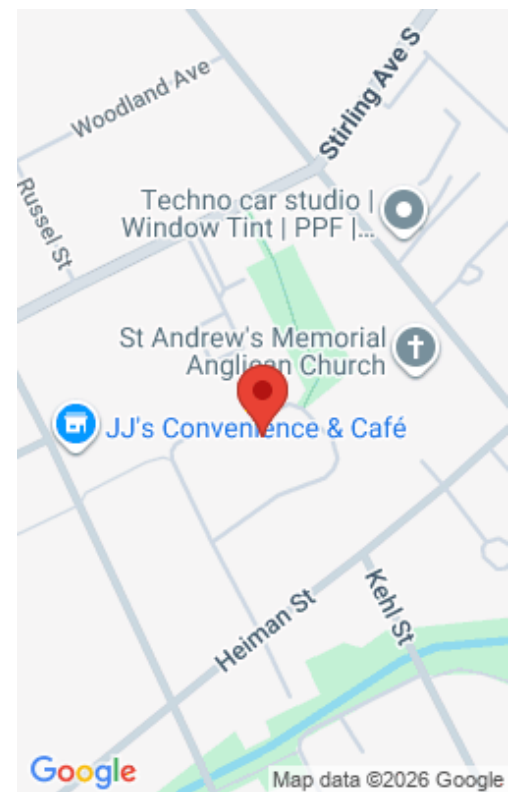 Woodland Ave
Stirling Ave S
Russel St
Techno car studio |
Window Tint | PPF |...
St Andrew's Memorial
Anglican Church
JJ's Convenience & Café
Heiman St
Kehl St
Google
Map data ©2026 Google